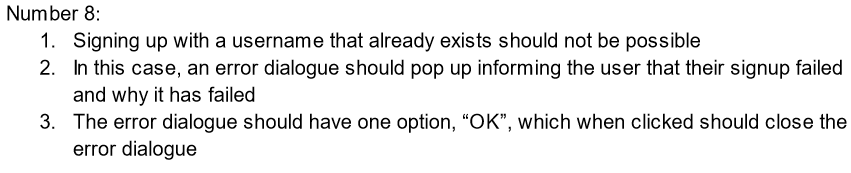 Number 8:
1. Signing up with a username that already exists should not be possible
2. In this case, an error dialogue should pop up informing the user that their signup failed
and why it has failed
3. The error dialogue should have one option, “OK”, which when clicked should close the
error dialogue